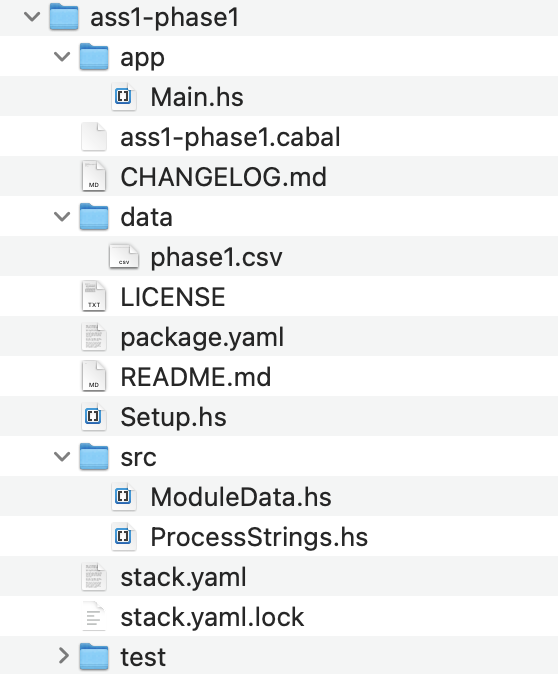 ass1-phase1
app
Main.hs
ass1-phase1.cabal
MD CHANGELOG.md
data
CSV phase1.csv
TXT LICENSE
package.yaml
MD README.md
Setup.hs
src
ModuleData.hs
ProcessStrings.hs
stack.yaml
stack.yaml.lock
test